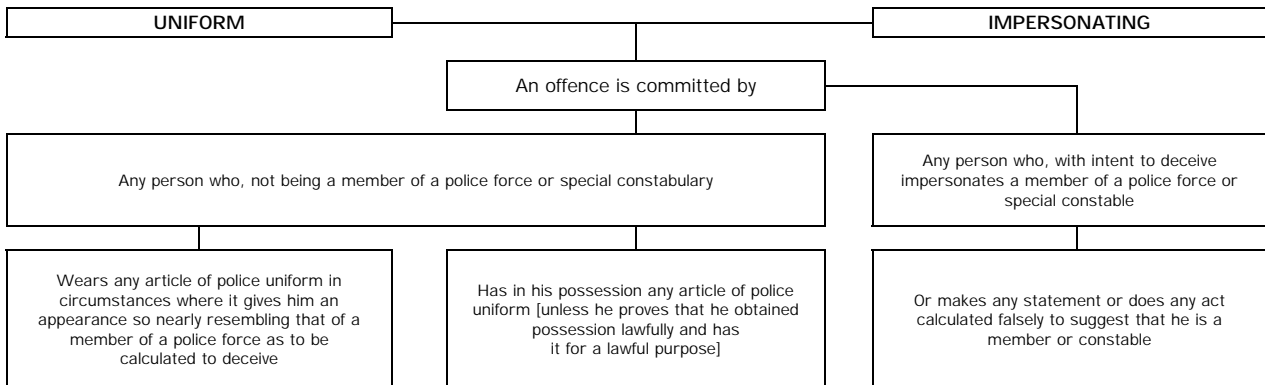 UNIFORM
IMPERSONATING
An offence is committed by
Any person who, not being a member of a police force or special constabulary
Any person who, with intent to deceive
impersonates a member of a police force or
special constable
Wears any article of police uniform in
circumstances where it gives him an
appearance so nearly resembling that of a
member of a police force as to be
calculated to deceive
Has in his possession any article of police
uniform [unless he proves that he obtained
possession lawfully and has
it for a lawful purpose]
Or makes any statement or does any act
calculated falsely to suggest that he is a
member or constable